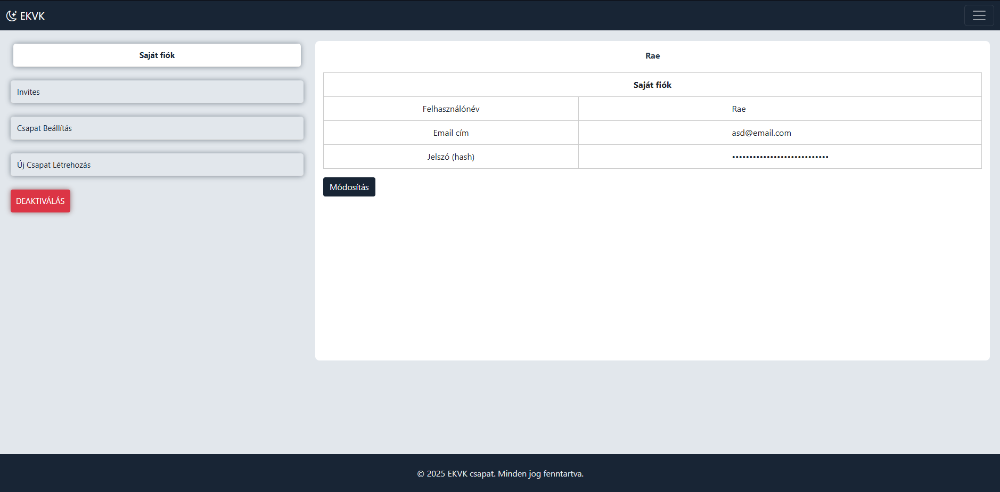 EKVK
Saját fiók
Invites
Csapat Beállítás
Új Csapat Létrehozás
DEAKTIVÁLÁS
Rae
Saját fiók
Felhasználónév Rae
Email cím asd@email.com
Jelszó (hash) ••••••••••••••••••••••••••••
Módosítás
© 2025 EKVK csapat. Minden jog fenntartva.